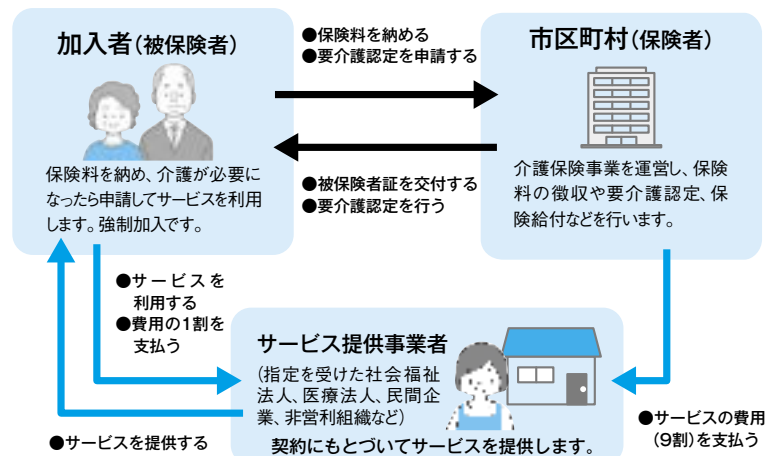 加入者(被保険者)
保険料を納め、介護が必要に
なったら申請してサービスを利用
します。強制加入です。
●保険料を納める
●要介護認定を申請する
●被保険者証を交付する
●要介護認定を行う
市区町村(保険者)
介護保険事業を運営し、保険
料の徴収や要介護認定、保
険給付などを行います。
●サービスを
利用する
●費用の1割を
支払う
サービス提供事業者
(指定を受けた社会福祉
法人、医療法人、民間企
業、非営利組織など)
契約にもとづいてサービスを提供します。
●サービスを提供する
●サービスの費用
(9割)を支払う